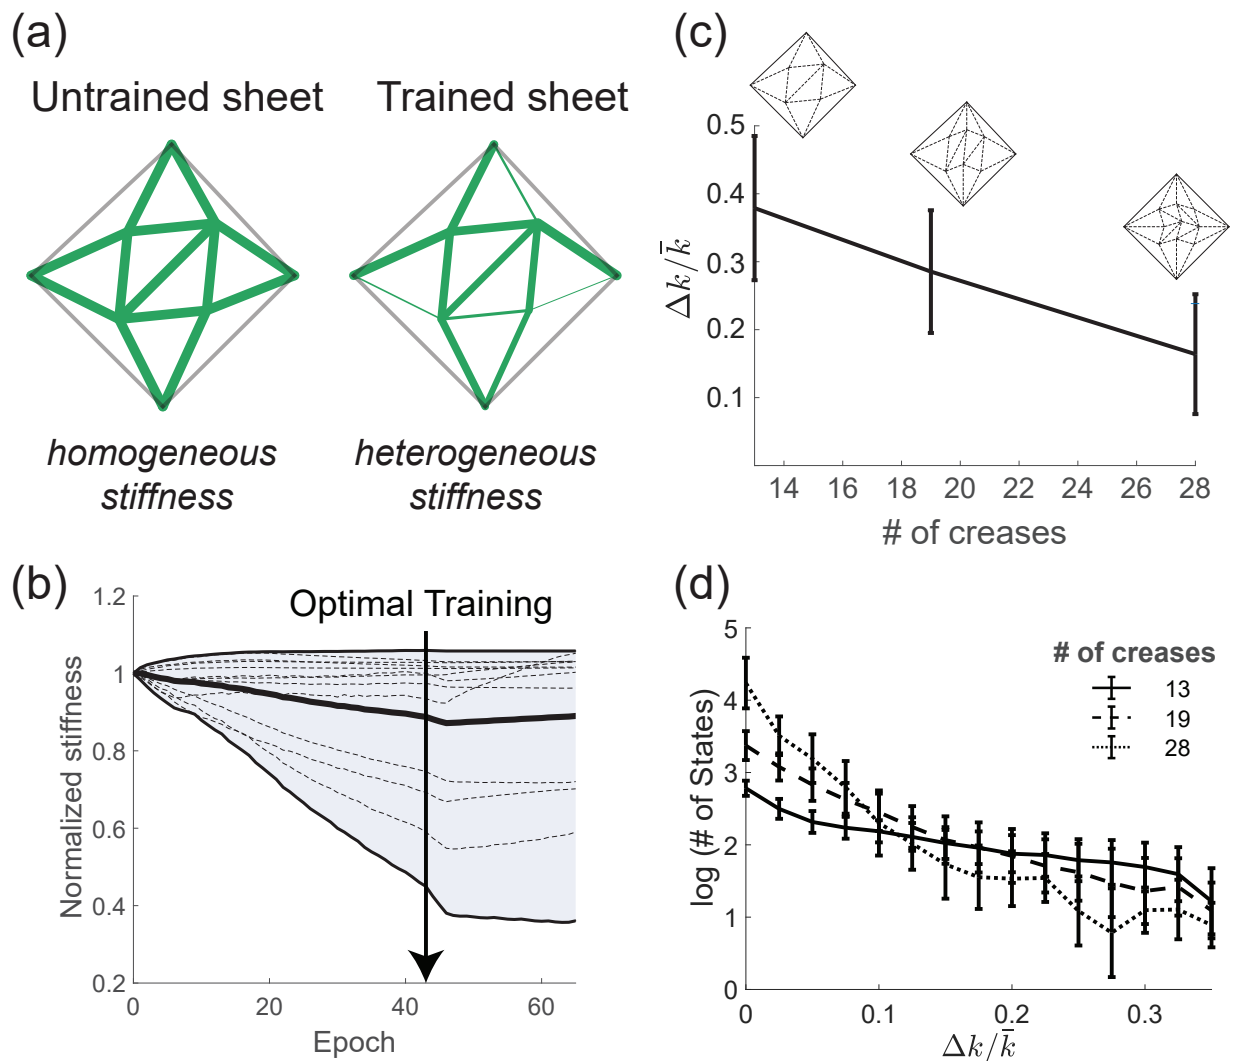 (a)
Untrained sheet
Trained sheet
homogeneous
stiffness
heterogeneous
stiffness
(c)
0.5
0.4
0.3
0.2
0.1
Δk/k̄
14 16 18 20 22 24 26 28
# of creases
(b)
Optimal Training
1.2
1
0.8
0.6
0.4
0.2
Normalized stiffness
0 20 40 60
Epoch
(d)
5
4
3
2
1
0
log (# of States)
# of creases
13
19
28
0 0.1 0.2 0.3
Δk/k̄